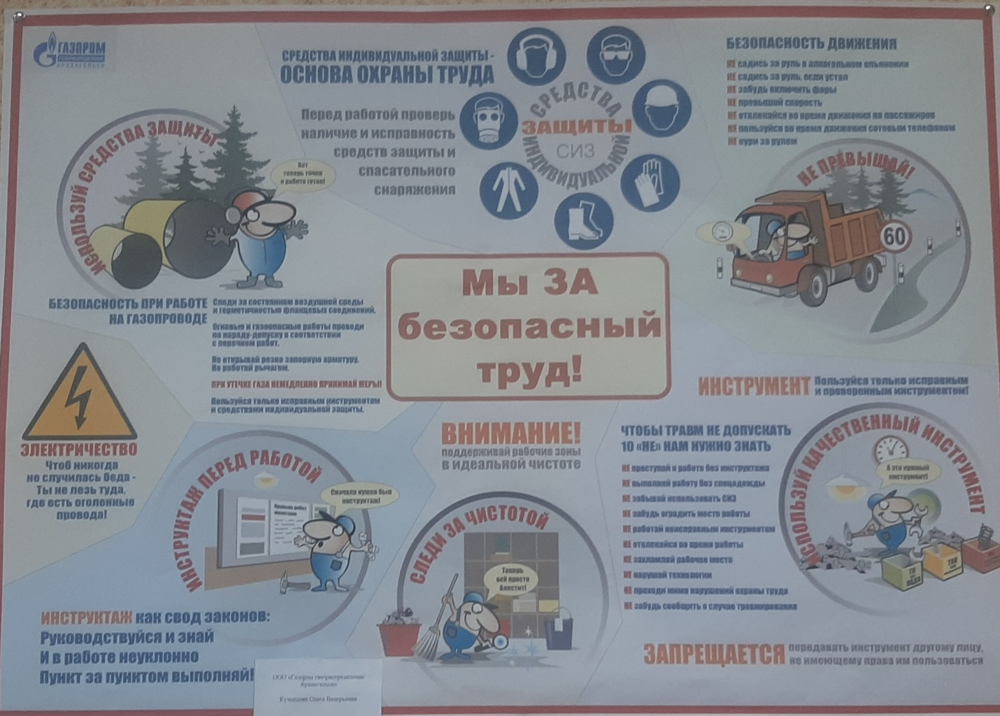 ГАЗПРОМ
ГАЗОРАСПРЕДЕЛЕНИЕ
АРХАНГЕЛЬСК
СРЕДСТВА ИНДИВИДУАЛЬНОЙ ЗАЩИТЫ -
ОСНОВА ОХРАНЫ ТРУДА
Перед работой проверь
наличие и исправность
средств защиты и
спасательного
снаряжения
СРЕДСТВА
ЗАЩИТЫ
СИЗ
ИНДИВИДУАЛЬНОЙ
БЕЗОПАСНОСТЬ ДВИЖЕНИЯ
НЕ садись за руль в алкогольном опьянении
НЕ садись за руль, если устал
НЕ забудь включить фары
НЕ превышай скорость
НЕ отвлекайся во время движения на пассажиров
НЕ пользуйся во время движения сотовым телефоном
НЕ кури за рулем
НЕ ПРЕВЫШАЙ!
60
ИСПОЛЬЗУЙ СРЕДСТВА ЗАЩИТЫ
Вот
теперь точно
к работе готов!
БЕЗОПАСНОСТЬ ПРИ РАБОТЕ
НА ГАЗОПРОВОДЕ
Следи за состоянием воздушной среды
и герметичностью фланцевых соединений.
Огневые и газоопасные работы проводи
по наряду-допуску в соответствии
с перечнем работ.
Не открывай резко запорную арматуру.
Не работай рычагом.
ПРИ УТЕЧКЕ ГАЗА НЕМЕДЛЕННО ПРИНИМАЙ МЕРЫ!
Пользуйся только исправным инструментом
и средствами индивидуальной защиты.
Мы ЗА
безопасный
труд!
ЭЛЕКТРИЧЕСТВО
Чтоб никогда
не случилась беда -
Ты не лезь туда,
где есть оголенные
провода!
ИНСТРУКТАЖ ПЕРЕД РАБОТОЙ
Сначала нужен был
инструктаж!
ИНСТРУКТАЖ как свод законов:
Руководствуйся и знай
И в работе неуклонно
Пункт за пунктом выполняй!
ВНИМАНИЕ!
поддерживай рабочие зоны
в идеальной чистоте
СЛЕДИ ЗА ЧИСТОТОЙ
Теперь
всё просто
блестит!
ИНСТРУМЕНТ Пользуйся только исправным
и проверенным инструментом!
ЧТОБЫ ТРАВМ НЕ ДОПУСКАТЬ
10 «НЕ» НАМ НУЖНО ЗНАТЬ
НЕ преступай к работе без инструктажа
НЕ выполняй работу без спецодежды
НЕ забывай использовать СИЗ
НЕ забудь оградить место работы
НЕ работай неисправным инструментом
НЕ отвлекайся во время работы
НЕ захламляй рабочее место
НЕ нарушай технологии
НЕ проходи мимо нарушений охраны труда
НЕ забудь сообщить о случае травмирования
ИСПОЛЬЗУЙ КАЧЕСТВЕННЫЙ ИНСТРУМЕНТ
А это нужный
инструмент!
ЗАПРЕЩАЕТСЯ передавать инструмент другому лицу,
не имеющему права им пользоваться
ООО «Газпром газораспределение
Архангельск»